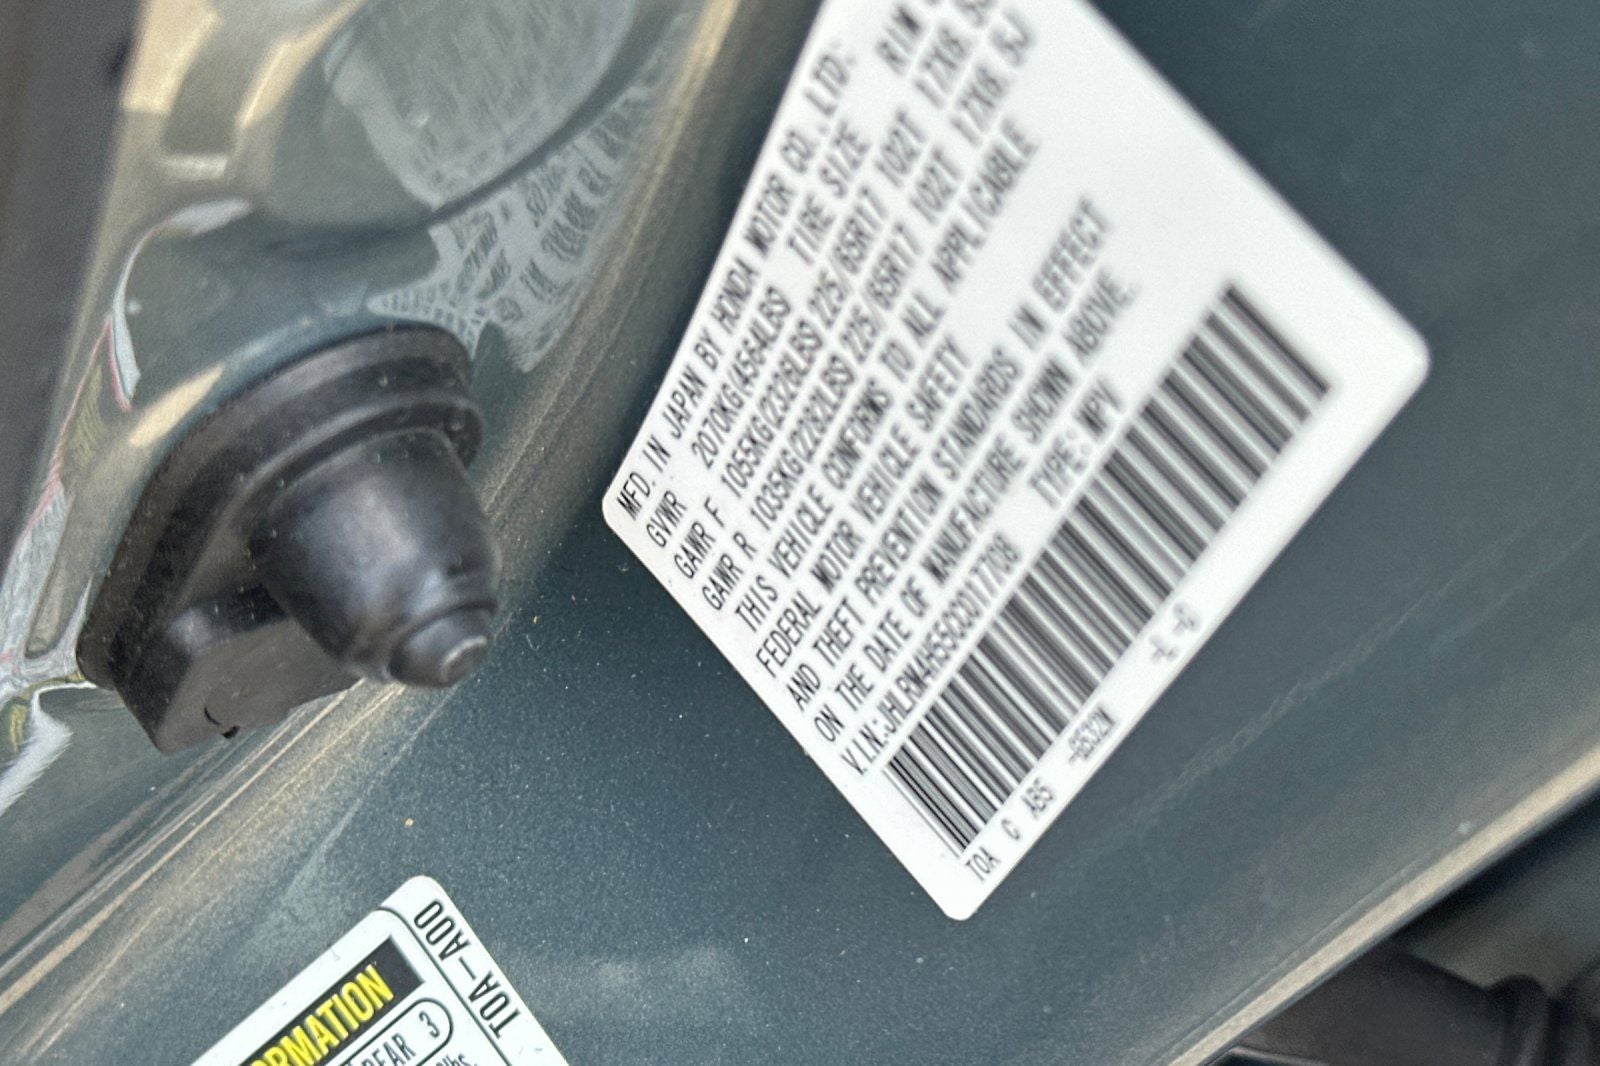 MFD. IN JAPAN BY HONDA MOTOR CO., LTD.
GVWR 2070KG(4564LBS) TIRE SIZE RIM
GAWR F 1055KG(2326LBS) 225/65R17 102T 17X6.5J
GAWR R 1035KG(2282LBS) 225/65R17 102T 17X6.5J
THIS VEHICLE CONFORMS TO ALL APPLICABLE
FEDERAL MOTOR VEHICLE SAFETY
AND THEFT PREVENTION STANDARDS IN EFFECT
ON THE DATE OF MANUFACTURE SHOWN ABOVE.
V.I.N.: TYPE: MPV
T0A C ABS
T0A-A00
REAR 3
lbs.